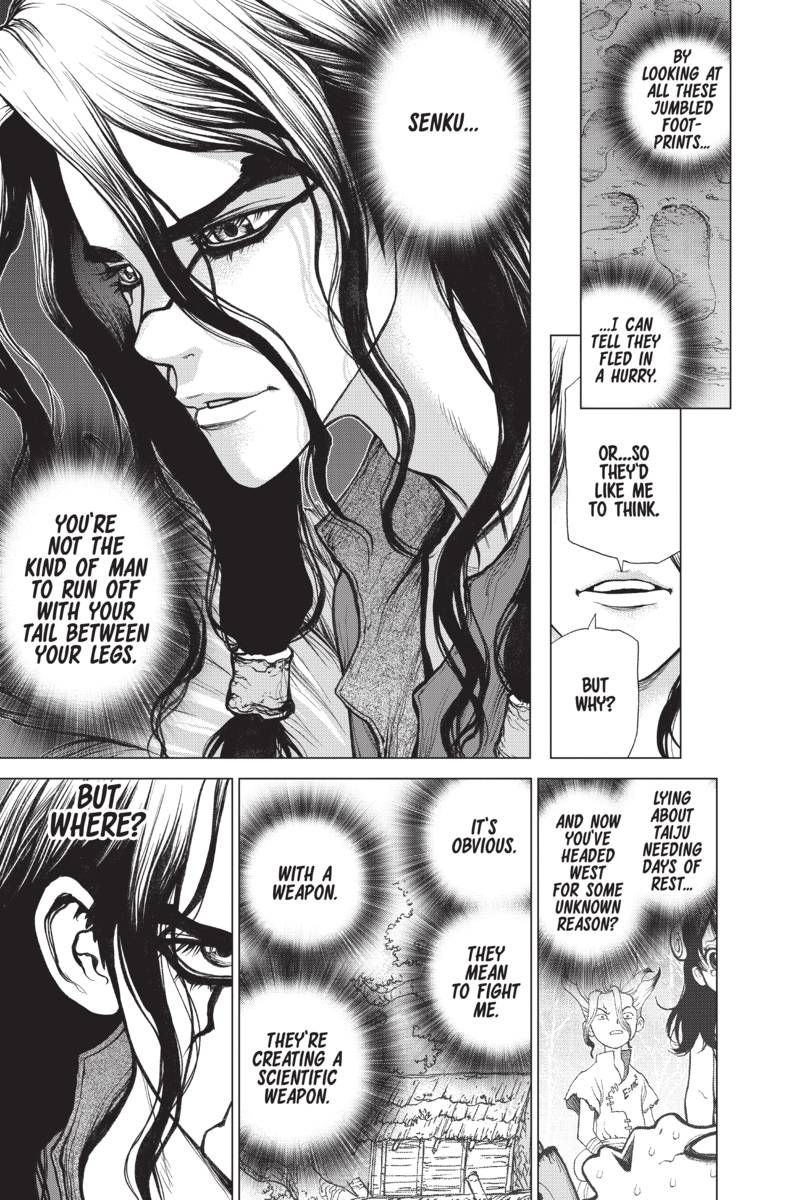 BY
LOOKING AT
ALL THESE
JUMBLED
FOOT-
PRINTS...
...I CAN
TELL THEY
FLED IN
A HURRY.
OR...SO
THEY'D
LIKE ME
TO THINK.
BUT
WHY?
SENKU...
YOU'RE
NOT THE
KIND OF MAN
TO RUN OFF
WITH YOUR
TAIL BETWEEN
YOUR LEGS.
LYING
ABOUT
TAIJU
NEEDING
DAYS OF
REST...
AND NOW
YOU'VE
HEADED
WEST
FOR SOME
UNKNOWN
REASON?
E=mc²
IT'S
OBVIOUS.
THEY
MEAN
TO FIGHT
ME.
WITH A
WEAPON.
THEY'RE
CREATING A
SCIENTIFIC
WEAPON.
BUT
WHERE?